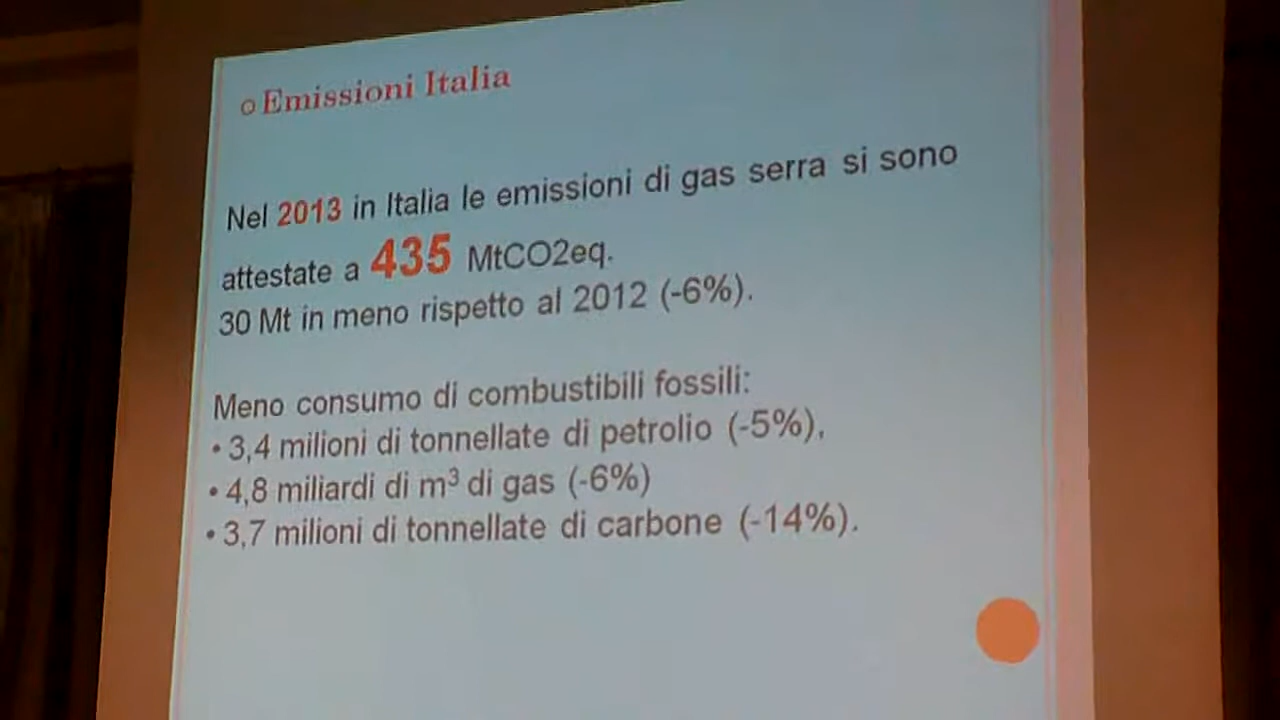 Emissioni Italia
Nel 2013 in Italia le emissioni di gas serra si sono
attestate a 435 MtCO2eq.
30 Mt in meno rispetto al 2012 (-6%).
Meno consumo di combustibili fossili:
• 3,4 milioni di tonnellate di petrolio (-5%),
• 4,8 miliardi di m³ di gas (-6%)
• 3,7 milioni di tonnellate di carbone (-14%).